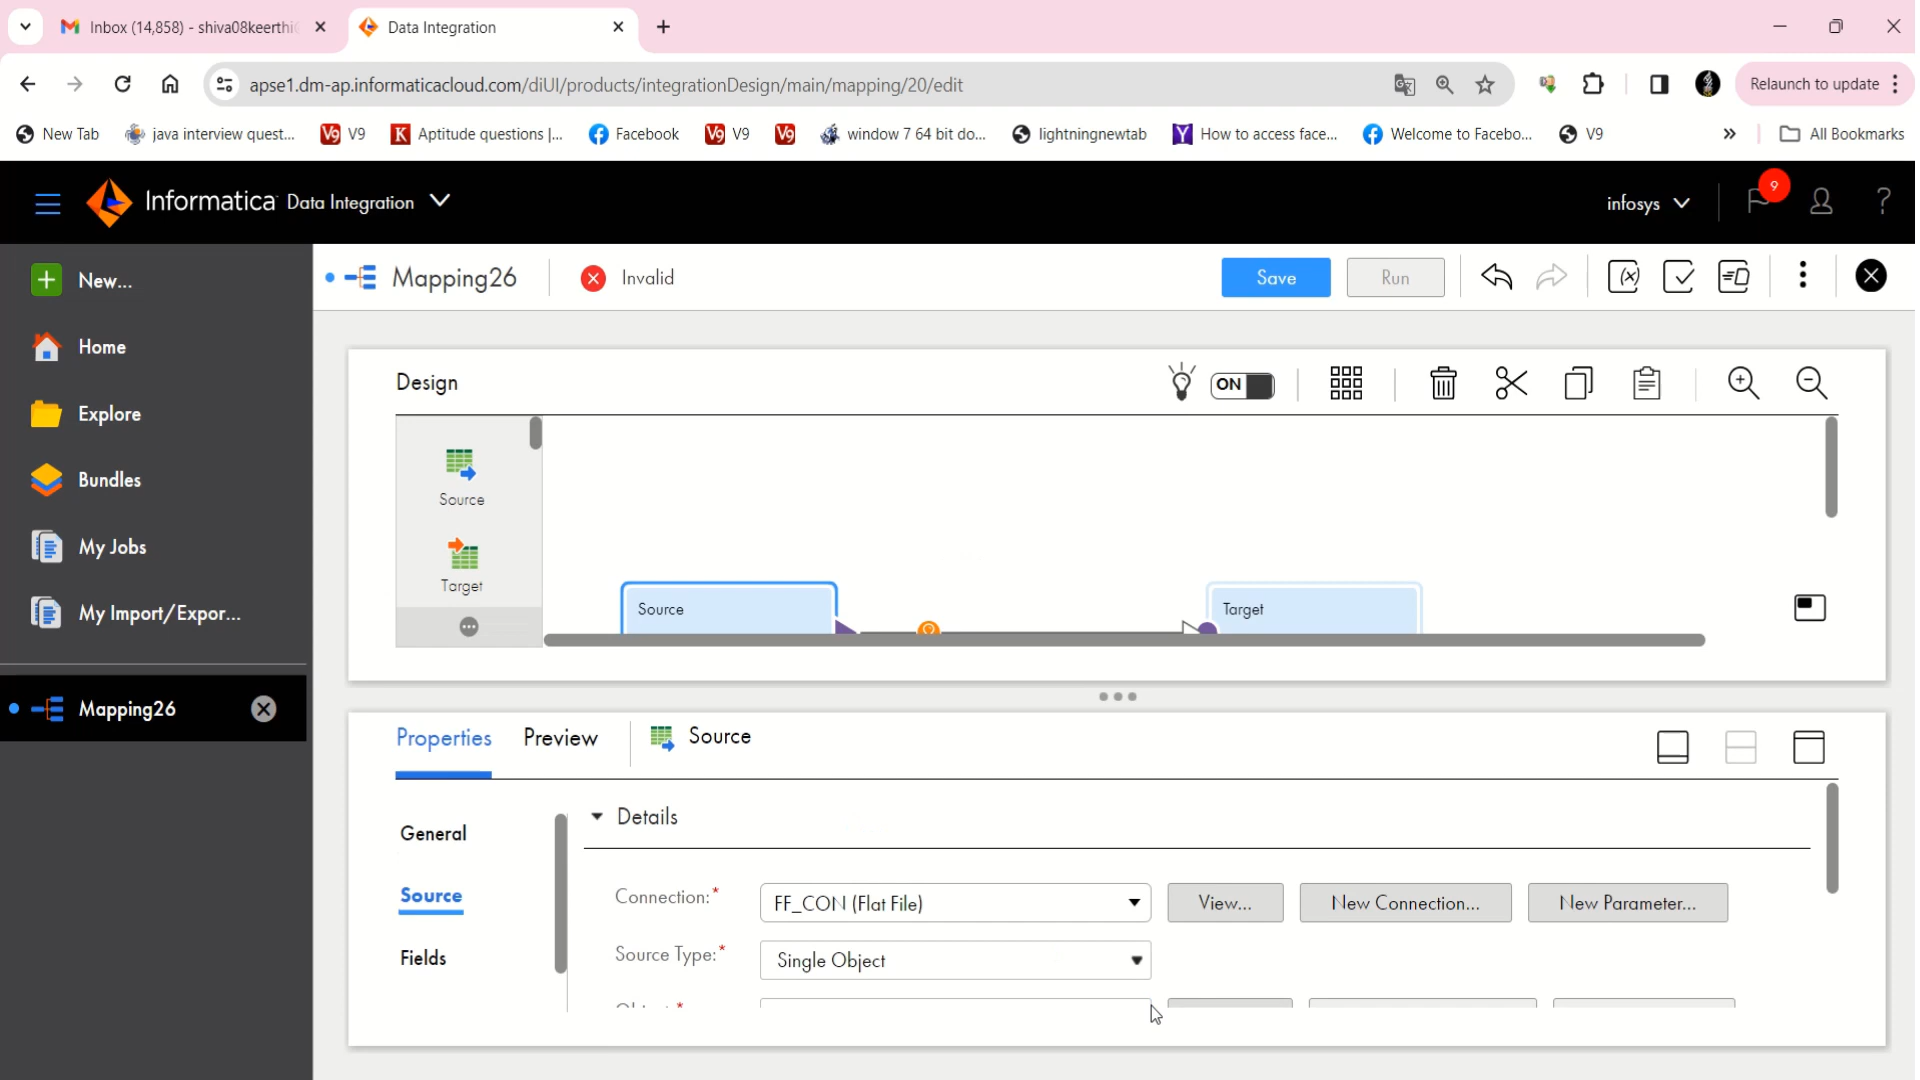 Inbox (14,858) - shiva08keerthi
Data Integration
apse1.dm-ap.informaticacloud.com/diUI/products/integrationDesign/main/mapping/20/edit
Relaunch to update
New Tab
java interview quest...
V9
Aptitude questions |...
Facebook
V9
window 7 64 bit do...
lightningnewtab
How to access face...
Welcome to Facebo...
V9
»
All Bookmarks
Informatica Data Integration
infosys
9
?
New...
Mapping26
Invalid
Save
Run
Home
Explore
Bundles
My Jobs
My Import/Expor...
Mapping26
Design
ON
Source
Target
Source
Target
Properties
Preview
Source
General
Source
Fields
Details
Connection:*
FF_CON (Flat File)
View...
New Connection...
New Parameter...
Source Type:*
Single Object